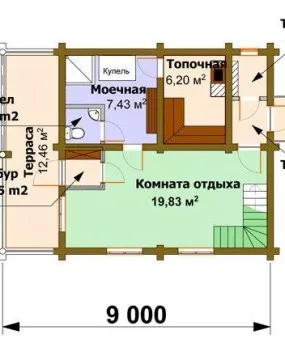 Т
Топочная
6,20 м²
Моечная
7,43 м²
Купель
ел
м2
Терраса
12,46 м²
бур
5 m2
Т
Комната отдыха
19,83 м²
9 000